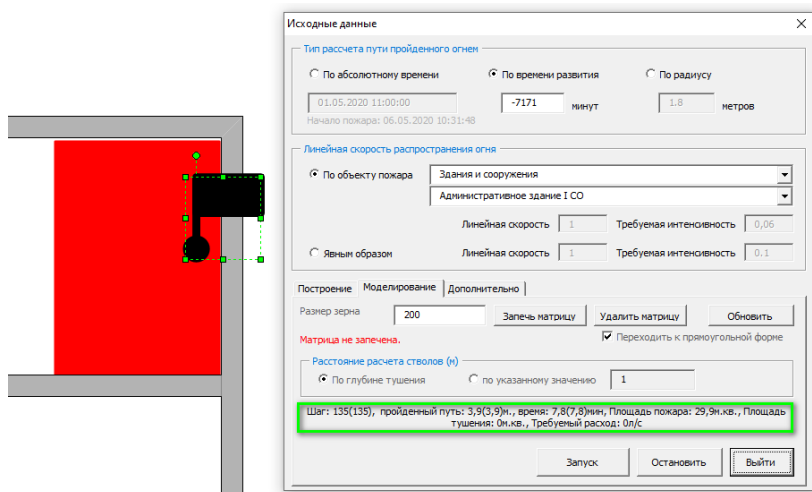 Исходные данные
Тип рассчета пути пройденного огнем
По абсолютному времени По времени развития По радиусу
01.05.2020 11:00:00 -7171 минут 1.8 метров
Начало пожара: 06.05.2020 10:31:48
Линейная скорость распространения огня
По объекту пожара Здания и сооружения
Административное здание I СО
Линейная скорость 1 Требуемая интенсивность 0,06
Явным образом Линейная скорость 1 Требуемая интенсивность 0.1
Построение Моделирование Дополнительно
Размер зерна 200 Запечь матрицу Удалить матрицу Обновить
Матрица не запечена. Переходить к прямоугольной форме
Расстояние расчета стволов (м)
По глубине тушения по указанному значению 1
Шаг: 135(135), пройденный путь: 3,9(3,9)м., время: 7,8(7,8)мин, Площадь пожара: 29,9м.кв., Площадь
тушения: 0м.кв., Требуемый расход: 0л/с
Запуск Остановить Выйти